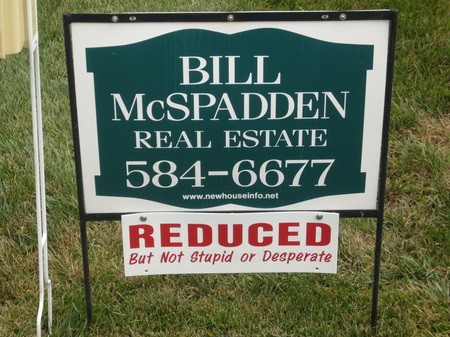 BILL
McSPADDEN
REAL ESTATE
584-6677
www.newhouseinfo.net
REDUCED
But Not Stupid or Desperate